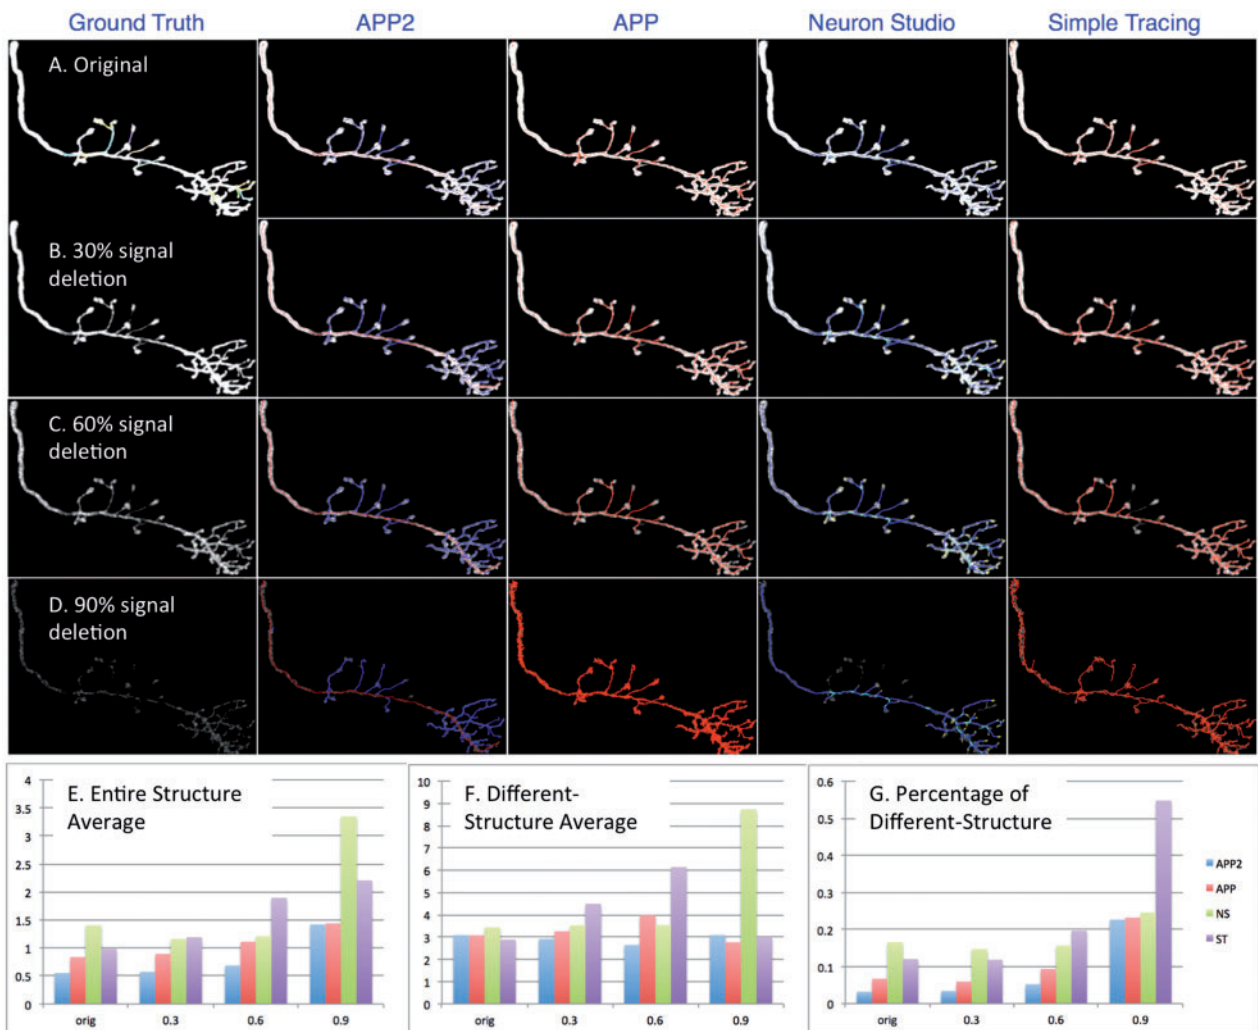 Ground Truth
APP2
APP
Neuron Studio
Simple Tracing
A. Original
B. 30% signal
deletion
C. 60% signal
deletion
D. 90% signal
deletion
E. Entire Structure
Average
4
3.5
3
2.5
2
1.5
1
0.5
0
orig
0.3
0.6
0.9
F. Different-
Structure Average
10
9
8
7
6
5
4
3
2
1
0
orig
0.3
0.6
0.9
G. Percentage of
Different-Structure
0.6
0.5
0.4
0.3
0.2
0.1
0
orig
0.3
0.6
0.9
APP2
APP
NS
ST